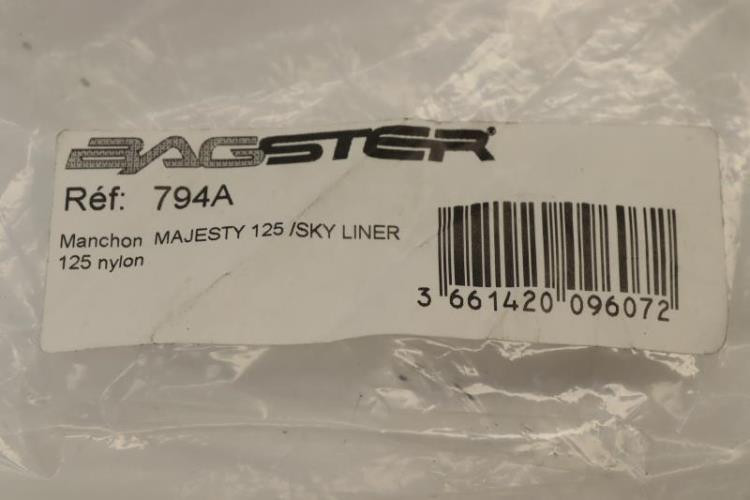 BAGSTER®
Réf: 794A
Manchon MAJESTY 125 /SKY LINER
125 nylon
3 661420 096072